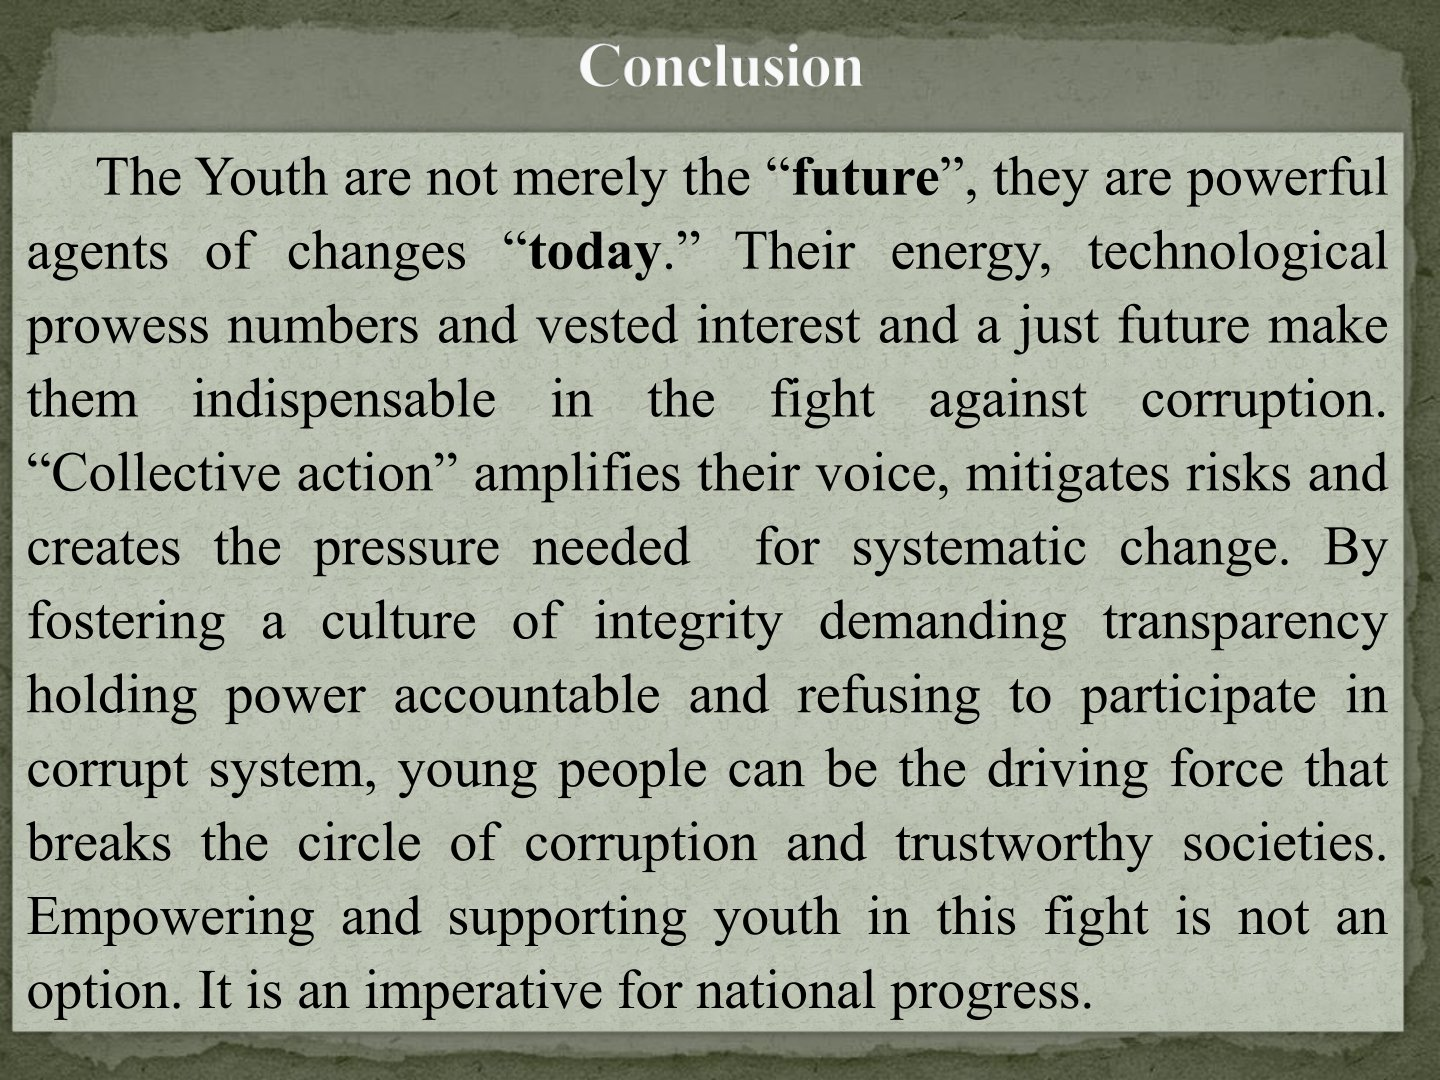 Conclusion
The Youth are not merely the “future”, they are powerful
agents of changes “today.” Their energy, technological
prowess numbers and vested interest and a just future make
them indispensable in the fight against corruption.
“Collective action” amplifies their voice, mitigates risks and
creates the pressure needed for systematic change. By
fostering a culture of integrity demanding transparency
holding power accountable and refusing to participate in
corrupt system, young people can be the driving force that
breaks the circle of corruption and trustworthy societies.
Empowering and supporting youth in this fight is not an
option. It is an imperative for national progress.